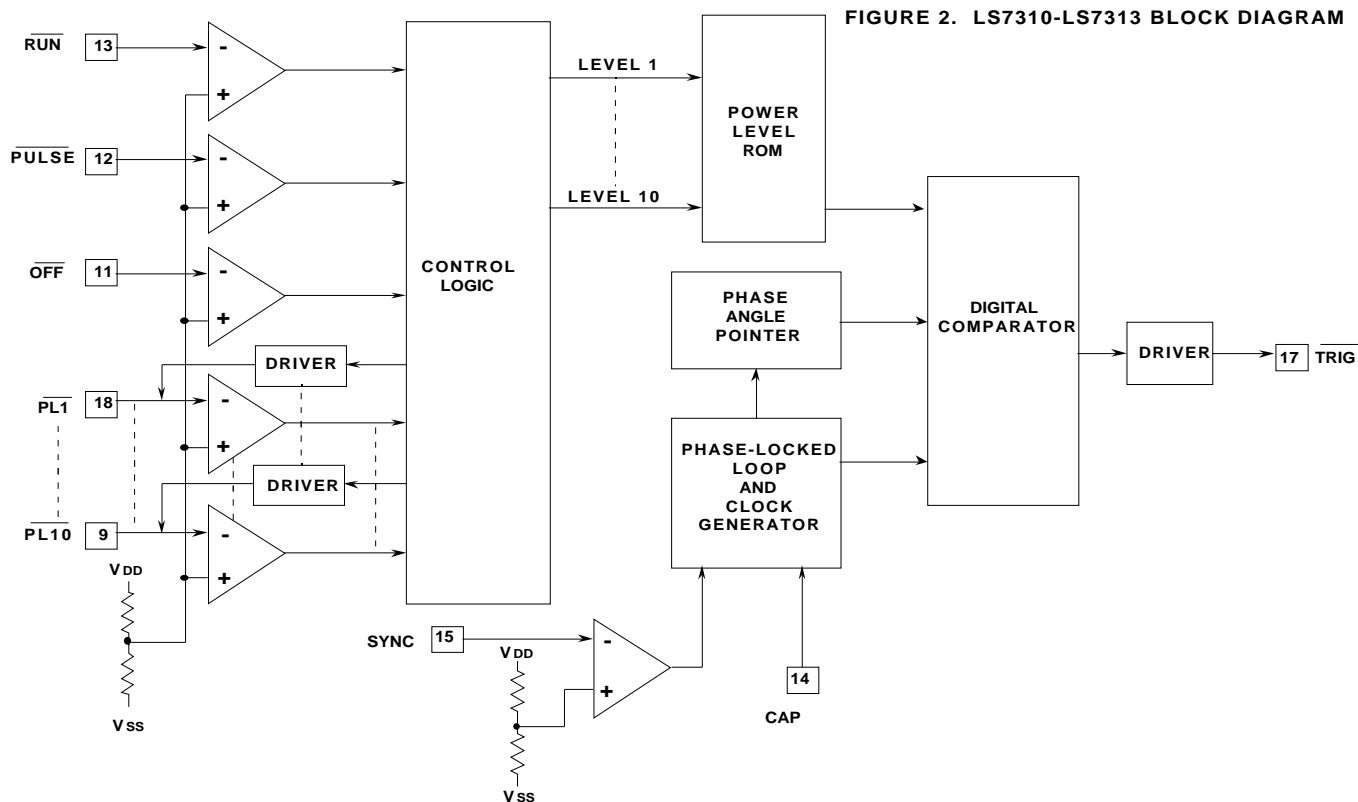 FIGURE 2. LS7310-LS7313 BLOCK DIAGRAM
RUN
13
-
+
PULSE
12
-
+
OFF
11
-
+
PL1
18
-
+
PL10
9
-
+
DRIVER
DRIVER
VDD
VSS
CONTROL
LOGIC
LEVEL 1
LEVEL 10
POWER
LEVEL
ROM
PHASE
ANGLE
POINTER
PHASE-LOCKED
LOOP
AND
CLOCK
GENERATOR
DIGITAL
COMPARATOR
DRIVER
17
TRIG
SYNC
15
-
+
VDD
VSS
14
CAP